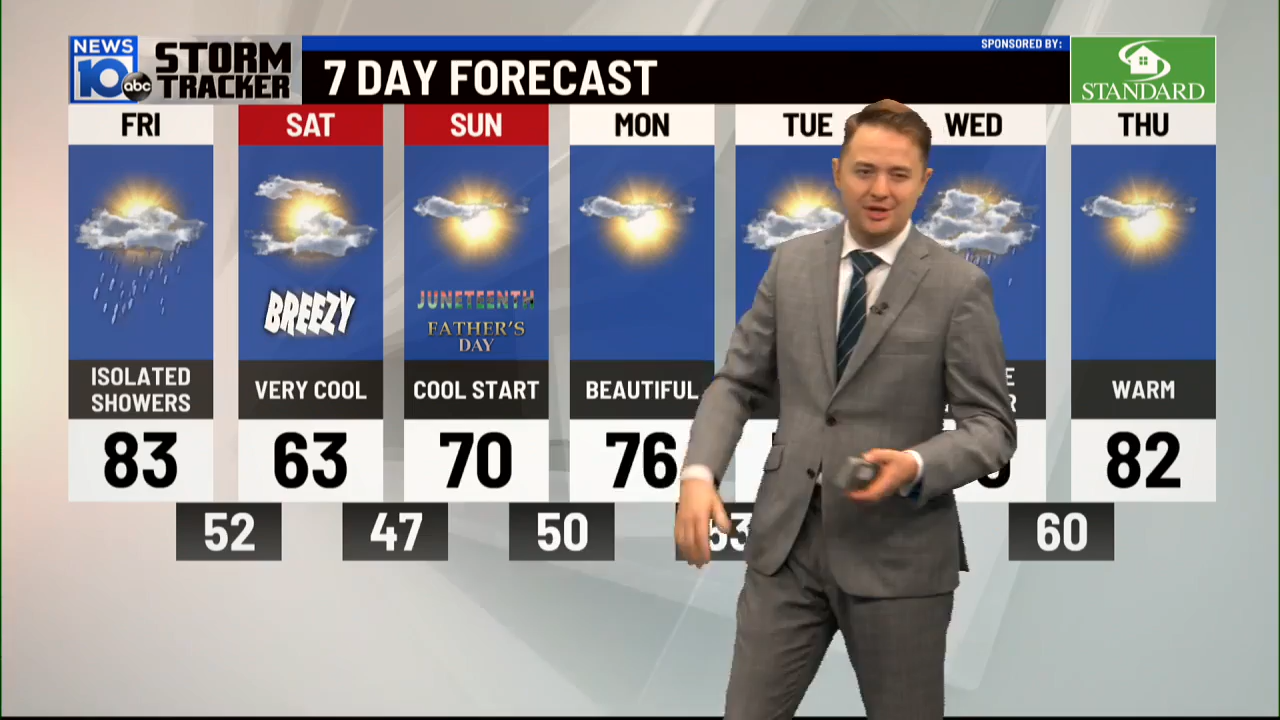 NEWS
10
abc
STORM
TRACKER
7 DAY FORECAST
SPONSORED BY:
STANDARD
FRI
SAT
SUN
MON
TUE
WED
THU
BREEZY
JUNETEENTH
FATHER'S
DAY
ISOLATED
SHOWERS
VERY COOL
COOL START
BEAUTIFUL
WARM
83
63
70
76
82
52
47
50
53
60